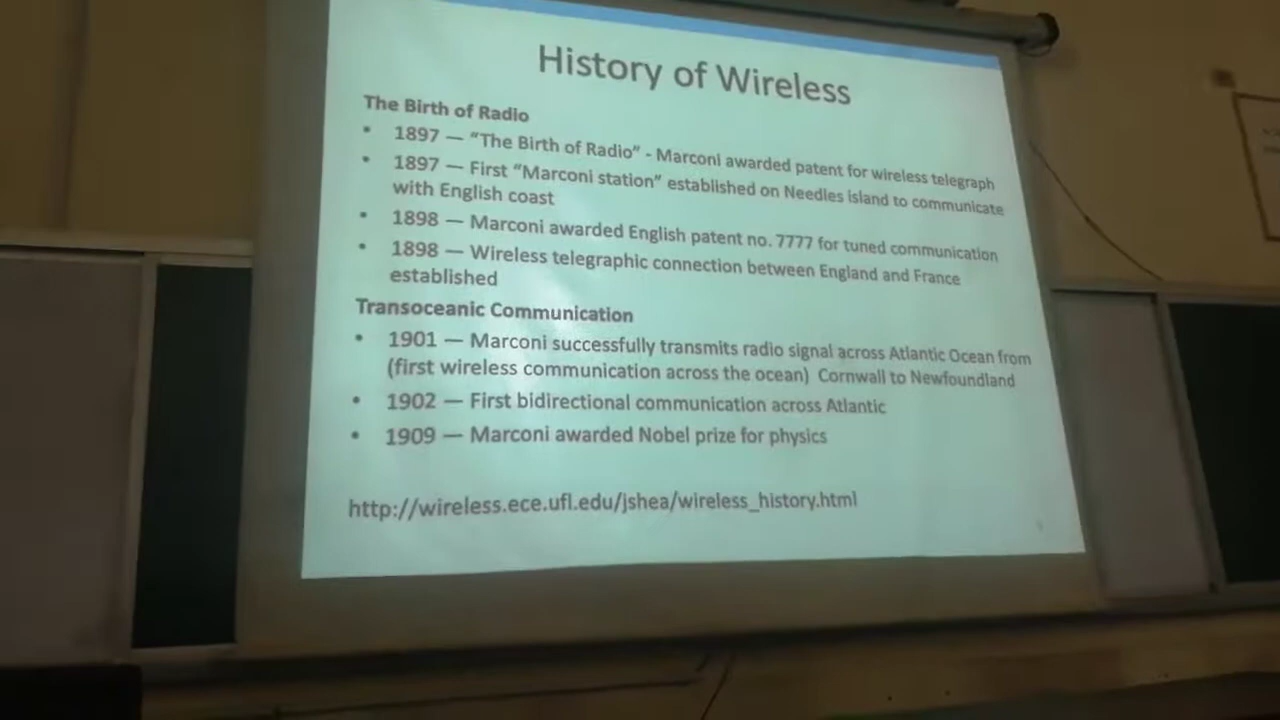 History of Wireless
The Birth of Radio
• 1897 — "The Birth of Radio" - Marconi awarded patent for wireless telegraph
• 1897 — First "Marconi station" established on Needles island to communicate
with English coast
• 1898 — Marconi awarded English patent no. 7777 for tuned communication
• 1898 — Wireless telegraphic connection between England and France
established
Transoceanic Communication
• 1901 — Marconi successfully transmits radio signal across Atlantic Ocean from
(first wireless communication across the ocean) Cornwall to Newfoundland
• 1902 — First bidirectional communication across Atlantic
• 1909 — Marconi awarded Nobel prize for physics
http://wireless.ece.ufl.edu/jshea/wireless_history.html